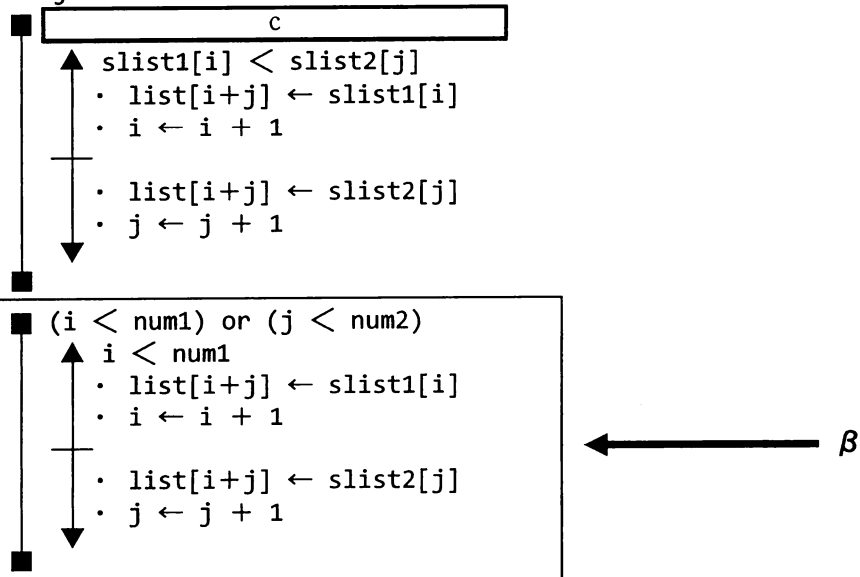 c
slist1[i] < slist2[j]
・ list[i+j] ← slist1[i]
・ i ← i + 1
・ list[i+j] ← slist2[j]
・ j ← j + 1
(i < num1) or (j < num2)
i < num1
・ list[i+j] ← slist1[i]
・ i ← i + 1
β
・ list[i+j] ← slist2[j]
・ j ← j + 1